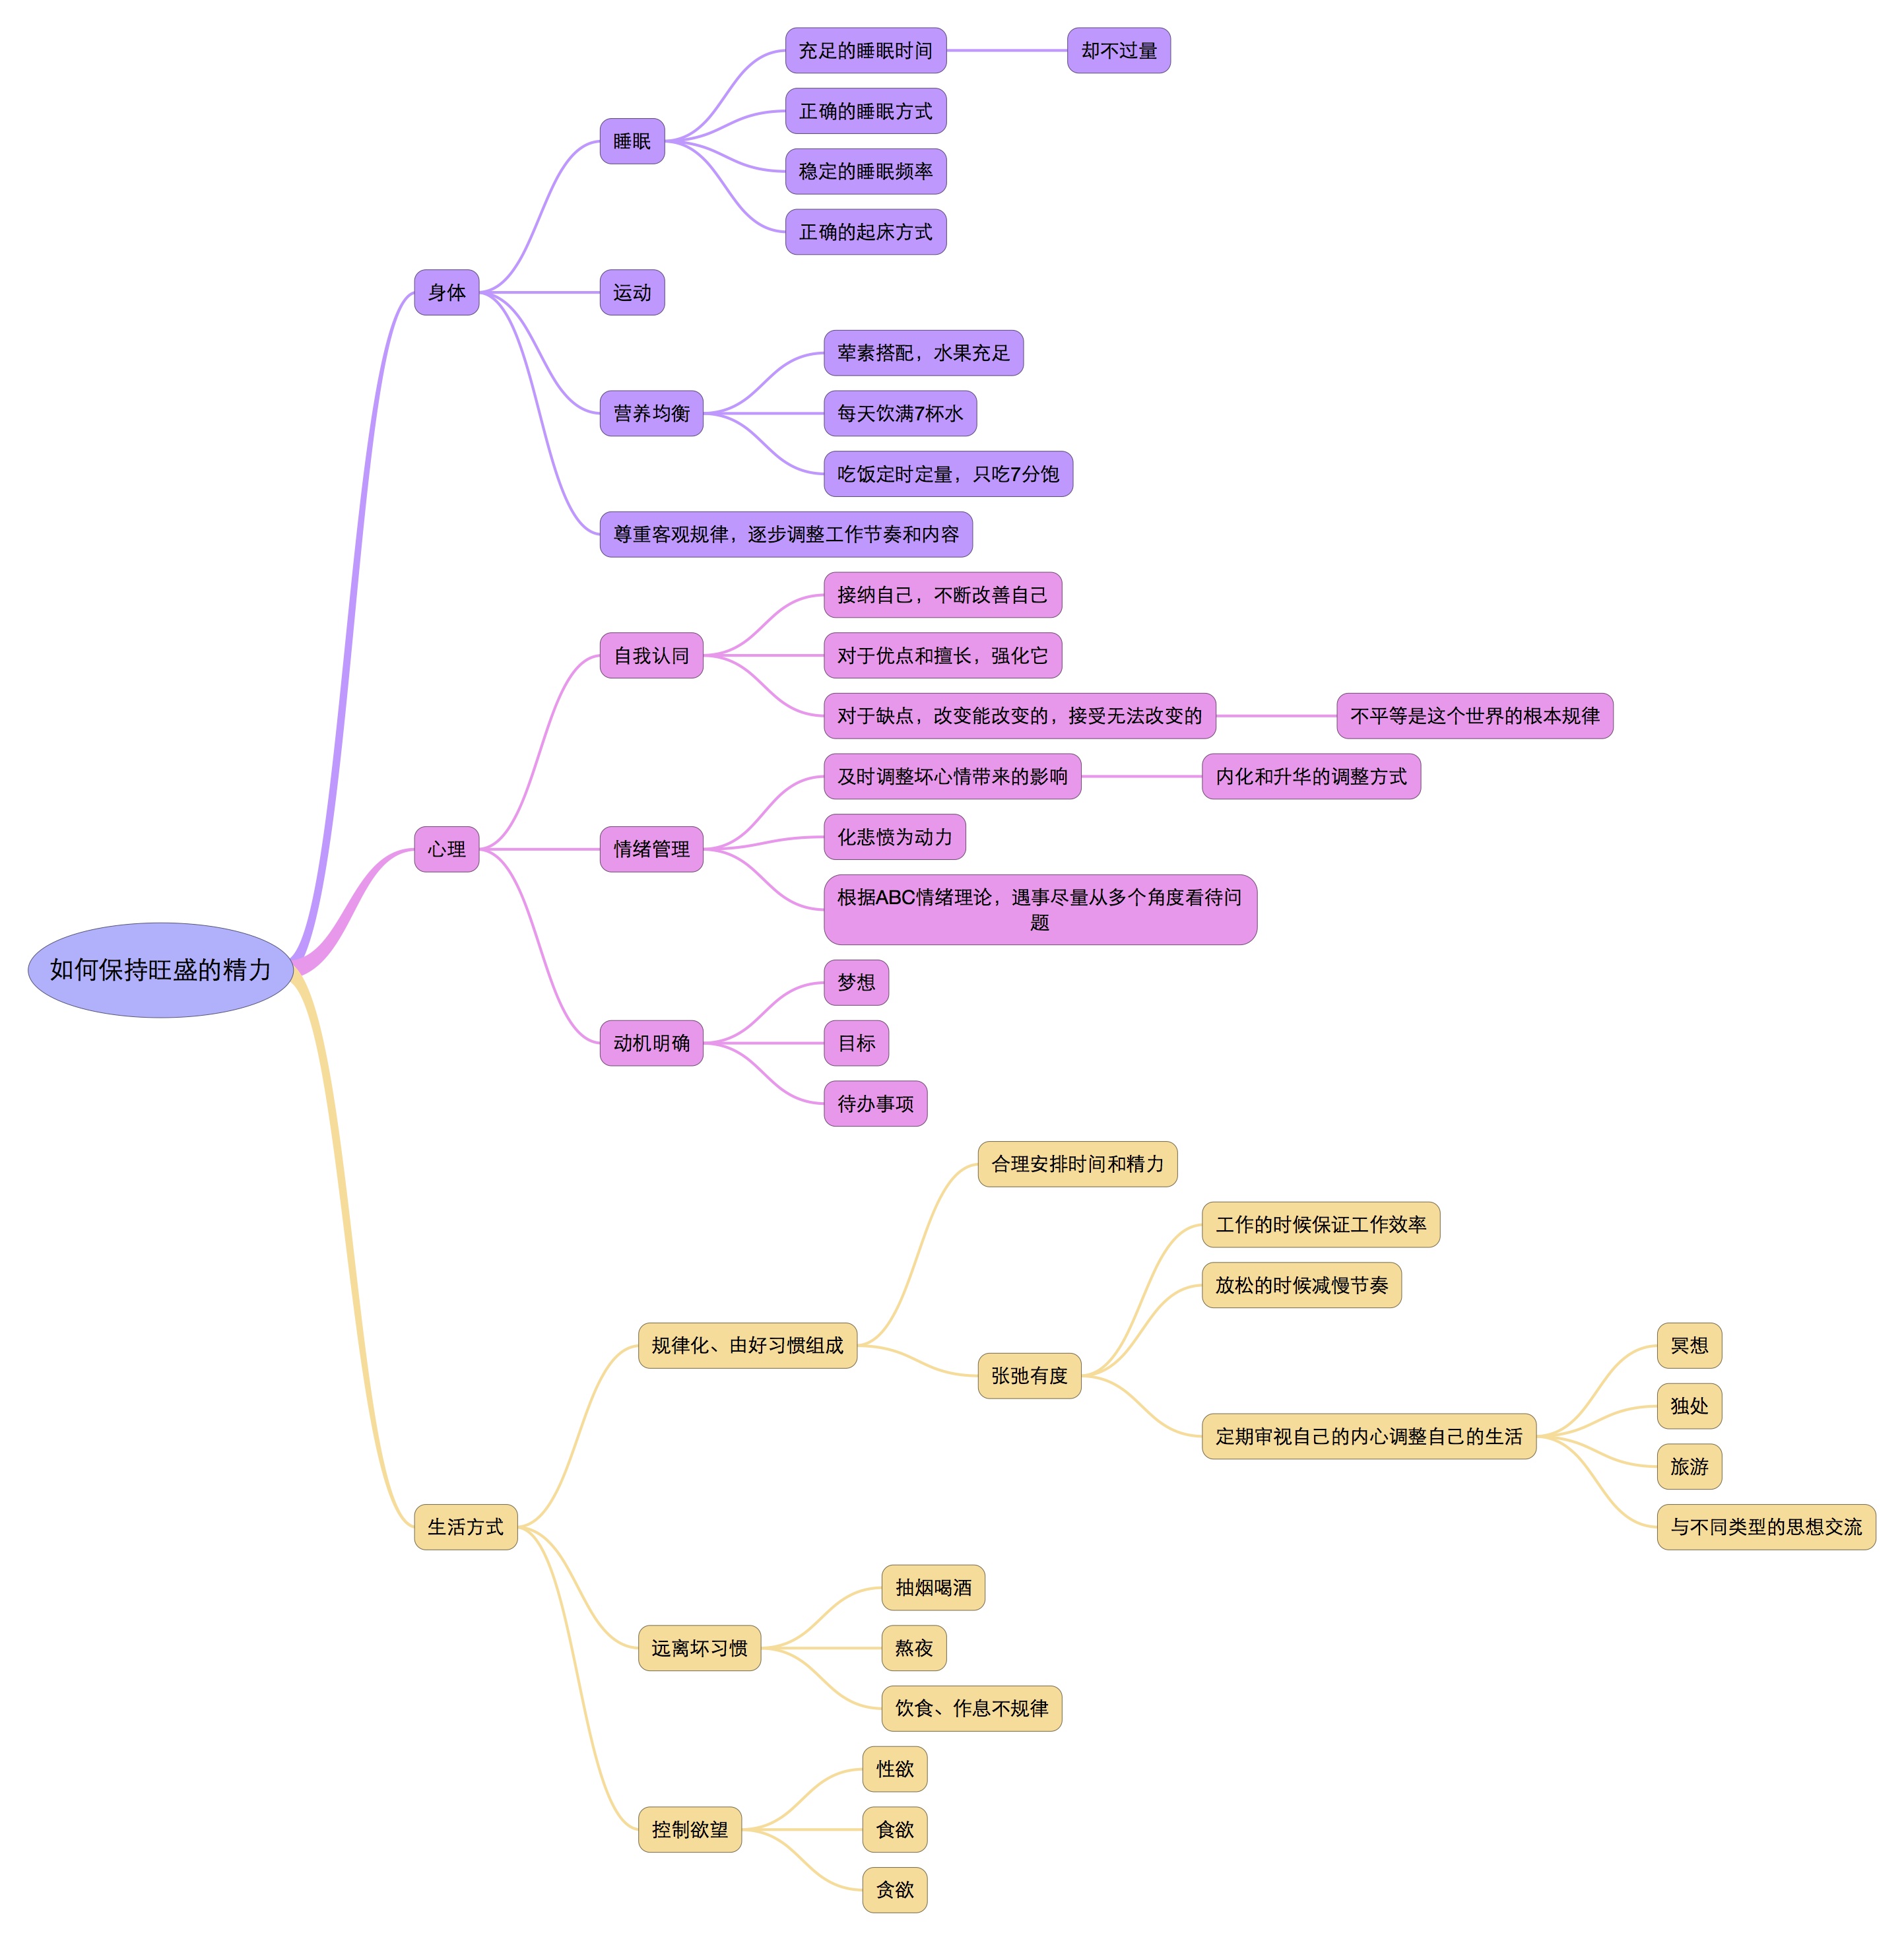 充足的睡眠时间
却不过量
正确的睡眠方式
睡眠
稳定的睡眠频率
正确的起床方式
身体
运动
荤素搭配，水果充足
营养均衡
每天饮满7杯水
吃饭定时定量，只吃7分饱
尊重客观规律，逐步调整工作节奏和内容
接纳自己，不断改善自己
自我认同
对于优点和擅长，强化它
对于缺点，改变能改变的，接受无法改变的
不平等是这个世界的根本规律
及时调整坏心情带来的影响
内化和升华的调整方式
心理
情绪管理
化悲愤为动力
根据ABC情绪理论，遇事尽量从多个角度看待问
题
如何保持旺盛的精力
梦想
动机明确
目标
待办事项
合理安排时间和精力
工作的时候保证工作效率
放松的时候减慢节奏
规律化、由好习惯组成
张弛有度
冥想
独处
定期审视自己的内心调整自己的生活
旅游
与不同类型的思想交流
生活方式
抽烟喝酒
远离坏习惯
熬夜
饮食、作息不规律
性欲
控制欲望
食欲
贪欲